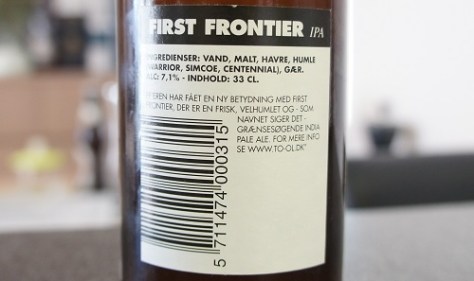 FIRST FRONTIER IPA
INGREDIENSER: VAND, MALT, HAVRE, HUMLE
WARRIOR, SIMCOE, CENTENNIAL), GÆR.
ALC: 7,1% - INDHOLD: 33 CL.
HAR FÅET EN NY BETYDNING MED FIRST
FRONTIER, DER ER EN FRISK, VELHUMLET OG - SOM
NAVNET SIGER DET -
GRÆNSESØGENDE INDIA
PALE ALE. FOR MERE INFO
SE WWW.TO-OL.DK"
5 711474 000315